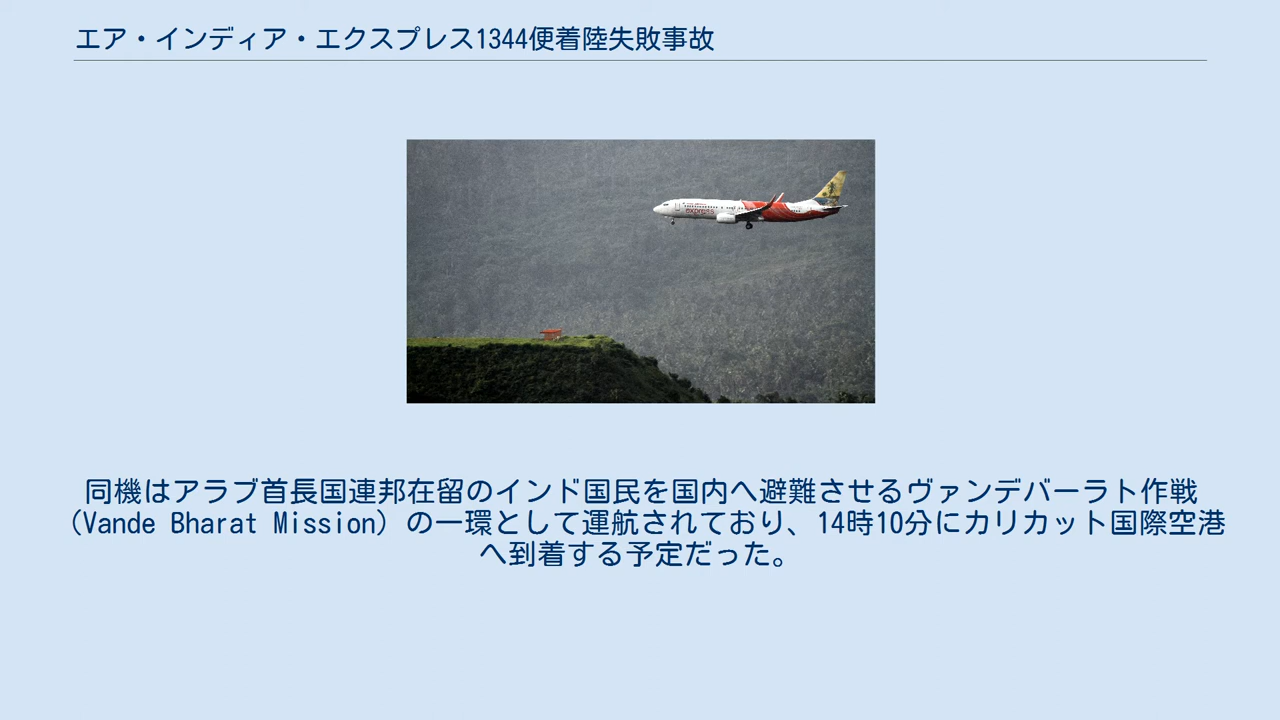 エア・インディア・エクスプレス1344便着陸失敗事故
express
同機はアラブ首長国連邦在留のインド国民を国内へ避難させるヴァンデバーラト作戦
(Vande Bharat Mission) の一環として運航されており、14時10分にカリカット国際空港
へ到着する予定だった。